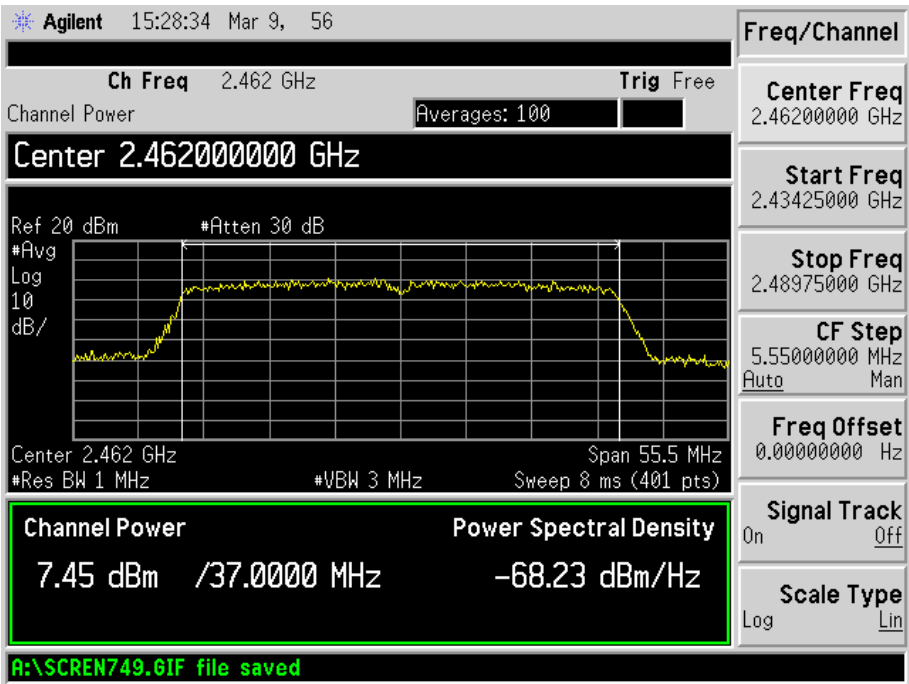 Agilent 15:28:34 Mar 9, 56
Freq/Channel
Ch Freq 2.462 GHz Trig Free
Channel Power Averages: 100
Center 2.462000000 GHz
Ref 20 dBm #Atten 30 dB
#Avg
Log
10
dB/
Center 2.462 GHz Span 55.5 MHz
#Res BW 1 MHz #VBW 3 MHz Sweep 8 ms (401 pts)
Channel Power Power Spectral Density
7.45 dBm /37.0000 MHz -68.23 dBm/Hz
A:\SCREN749.GIF file saved
Center Freq
2.46200000 GHz
Start Freq
2.43425000 GHz
Stop Freq
2.48975000 GHz
CF Step
5.55000000 MHz
Auto Man
Freq Offset
0.00000000 Hz
Signal Track
On Off
Scale Type
Log Lin